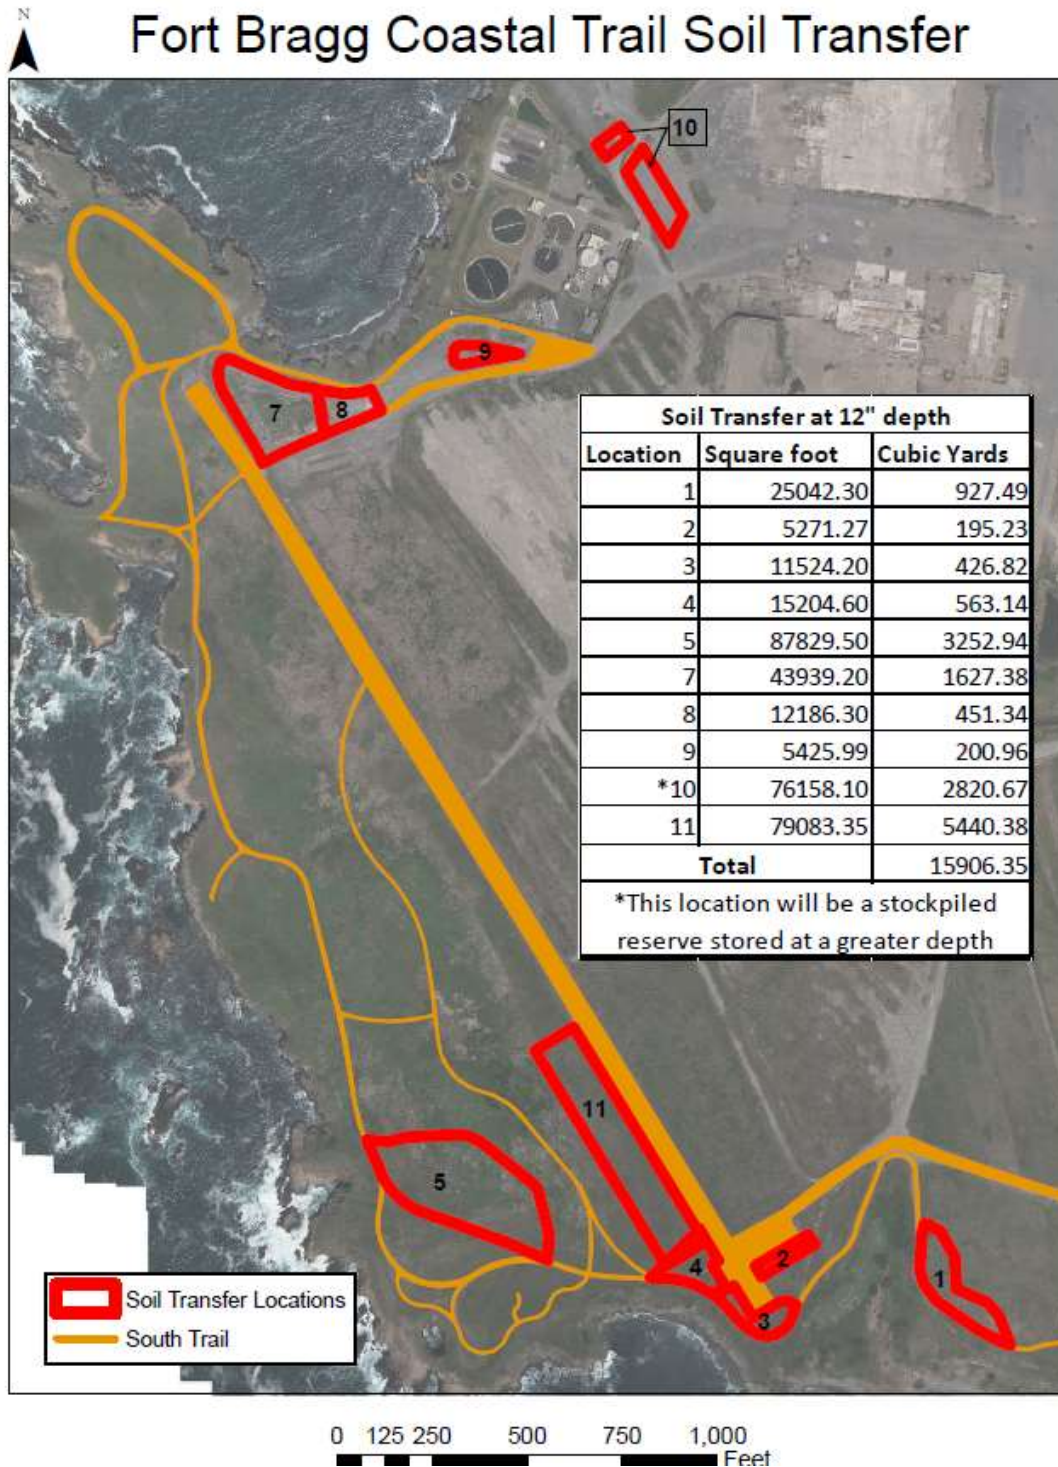 N
Fort Bragg Coastal Trail Soil Transfer
10
9
7
8
Soil Transfer at 12" depth
Location Square foot Cubic Yards
1 25042.30 927.49
2 5271.27 195.23
3 11524.20 426.82
4 15204.60 563.14
5 87829.50 3252.94
7 43939.20 1627.38
8 12186.30 451.34
9 5425.99 200.96
*10 76158.10 2820.67
11 79083.35 5440.38
Total 15906.35
*This location will be a stockpiled
reserve stored at a greater depth
11
5
2
4
1
3
Soil Transfer Locations
South Trail
0 125 250 500 750 1,000
Feet